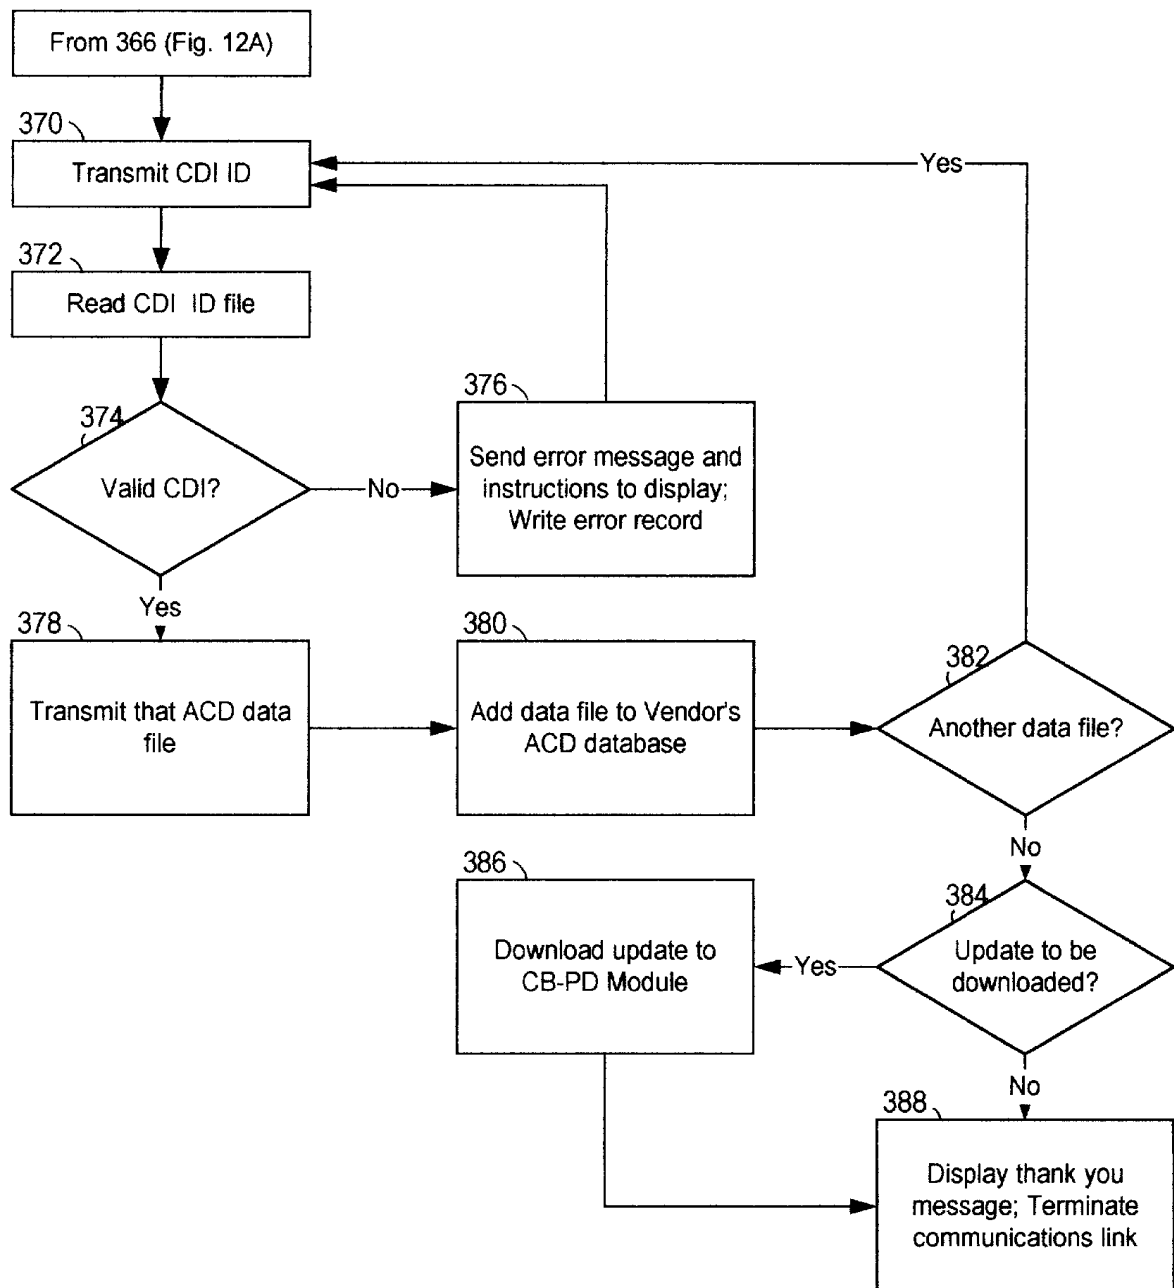 From 366 (Fig. 12A)
370
Transmit CDI ID
Yes
372
Read CDI ID file
374
Valid CDI?
No
376
Send error message and
instructions to display;
Write error record
Yes
378
Transmit that ACD data
file
380
Add data file to Vendor's
ACD database
382
Another data file?
No
384
Update to be
downloaded?
Yes
386
Download update to
CB-PD Module
No
388
Display thank you
message; Terminate
communications link